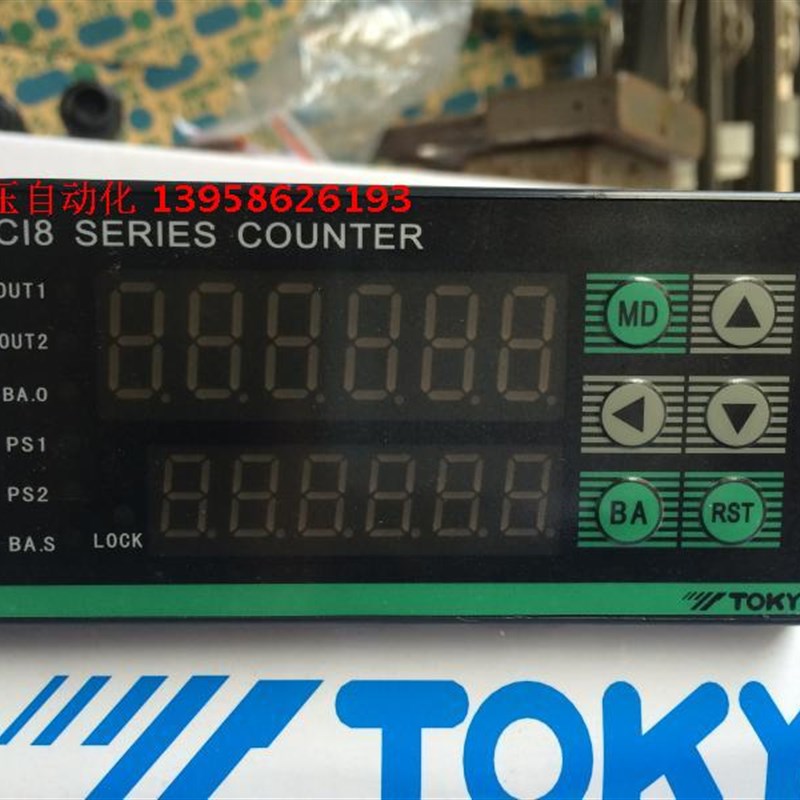 压自动化 13958626193
CI8 SERIES COUNTER
OUT1
OUT2
BA.O
PS1
PS2
BA.S
LOCK
MD
BA
RST
TOKY
TOKY